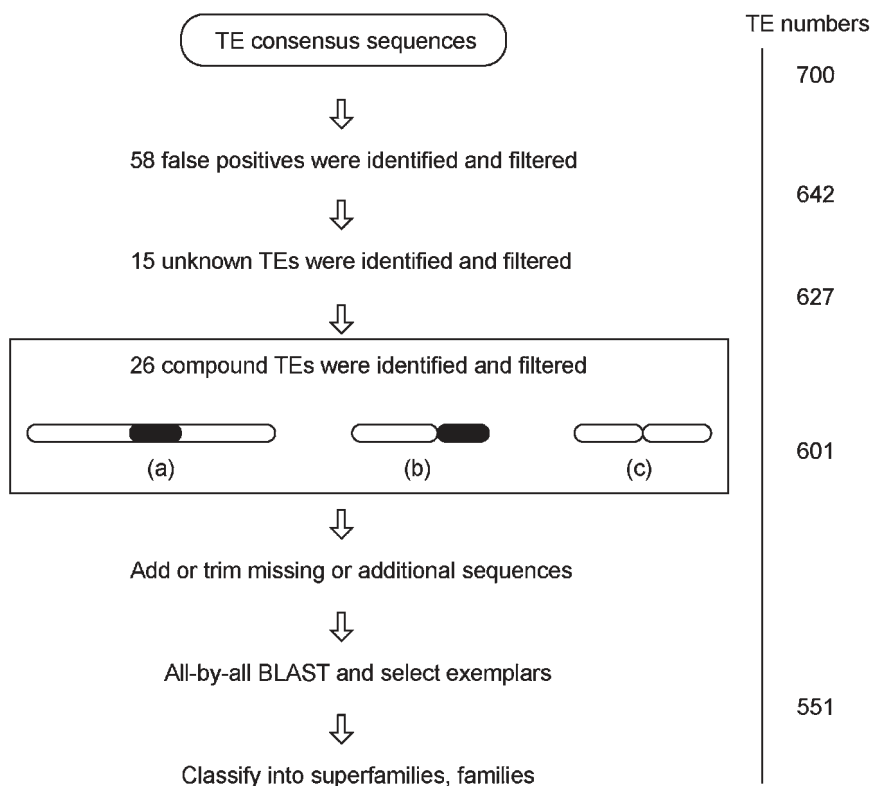 TE numbers
TE consensus sequences
700
58 false positives were identified and filtered
642
15 unknown TEs were identified and filtered
627
26 compound TEs were identified and filtered
601
(a) (b) (c)
Add or trim missing or additional sequences
All-by-all BLAST and select exemplars
551
Classify into superfamilies, families